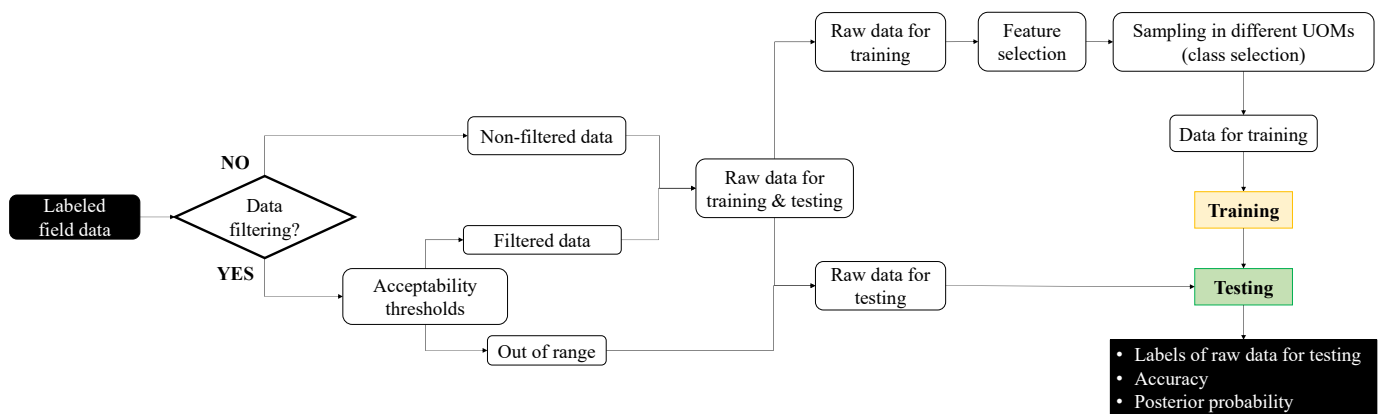 Labeled
field data
Data
filtering?
NO
YES
Non-filtered data
Filtered data
Acceptability
thresholds
Out of range
Raw data for
training & testing
Raw data for
training
Feature
selection
Sampling in different UOMs
(class selection)
Data for training
Training
Raw data for
testing
Testing
• Labels of raw data for testing
• Accuracy
• Posterior probability